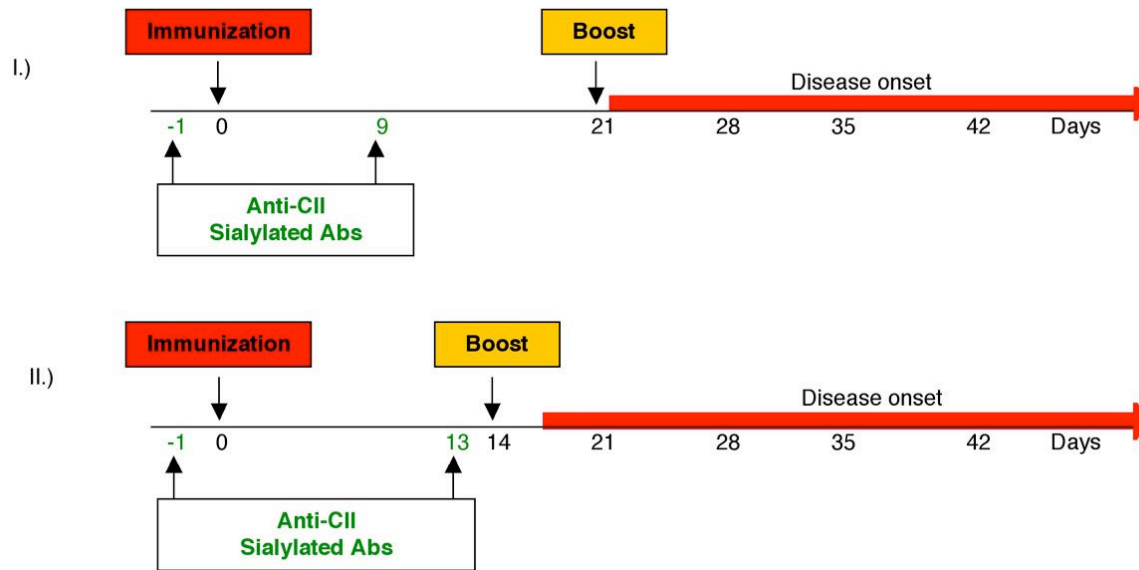 Immunization Boost
I.)
Disease onset
-1 0 9 21 28 35 42 Days
Anti-CII
Sialylated Abs
Immunization Boost
II.)
Disease onset
-1 0 13 14 21 28 35 42 Days
Anti-CII
Sialylated Abs